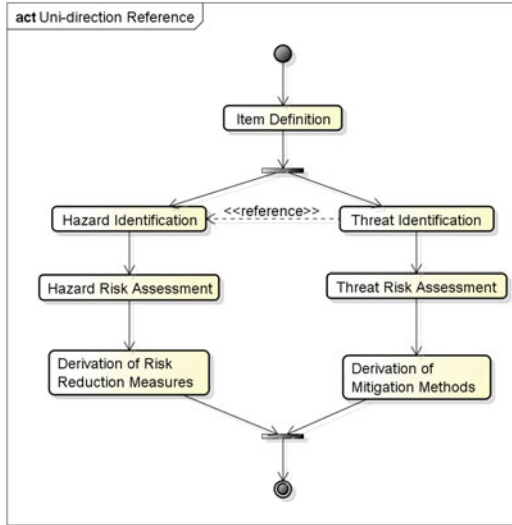 act Uni-direction Reference
Item Definition
Hazard Identification
<<reference>>
Threat Identification
Hazard Risk Assessment
Threat Risk Assessment
Derivation of Risk
Reduction Measures
Derivation of
Mitigation Methods